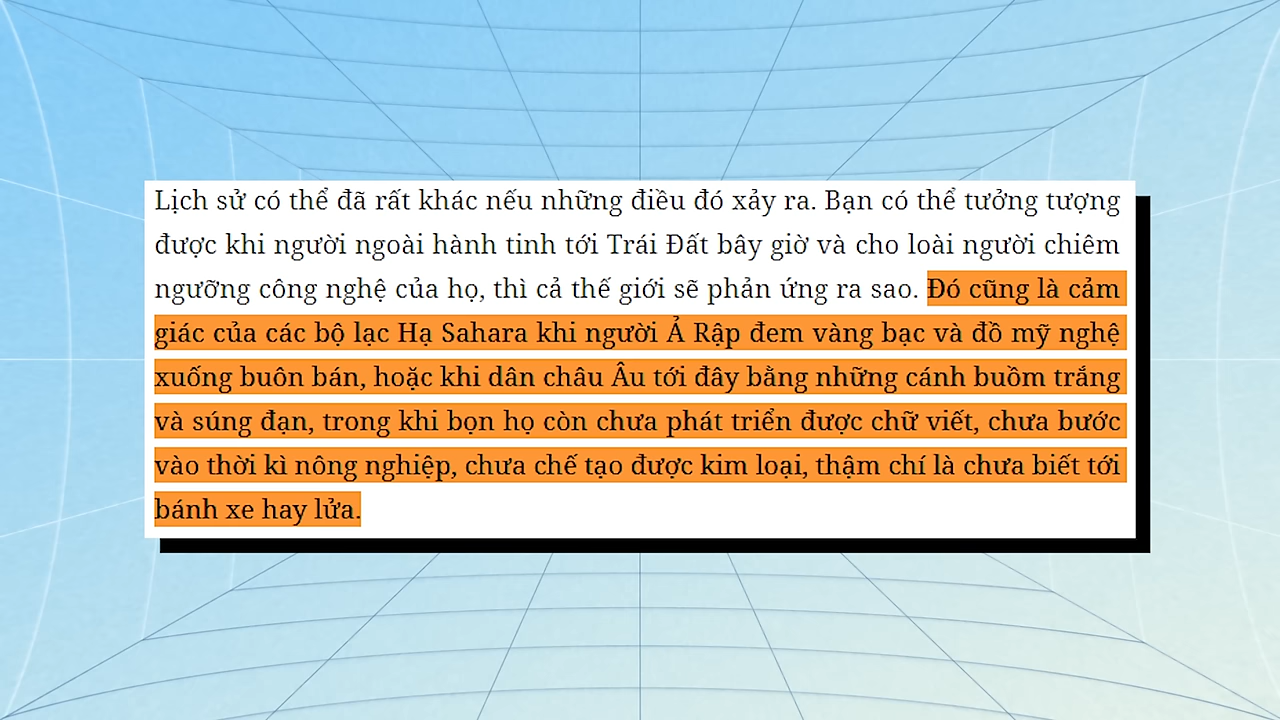 Lịch sử có thể đã rất khác nếu những điều đó xảy ra. Bạn có thể tưởng tượng
được khi người ngoài hành tinh tới Trái Đất bây giờ và cho loài người chiêm
ngưỡng công nghệ của họ, thì cả thế giới sẽ phản ứng ra sao. Đó cũng là cảm
giác của các bộ lạc Hạ Sahara khi người Ả Rập đem vàng bạc và đồ mỹ nghệ
xuống buôn bán, hoặc khi dân châu Âu tới đây bằng những cánh buồm trắng
và súng đạn, trong khi bọn họ còn chưa phát triển được chữ viết, chưa bước
vào thời kì nông nghiệp, chưa chế tạo được kim loại, thậm chí là chưa biết tới
bánh xe hay lửa.